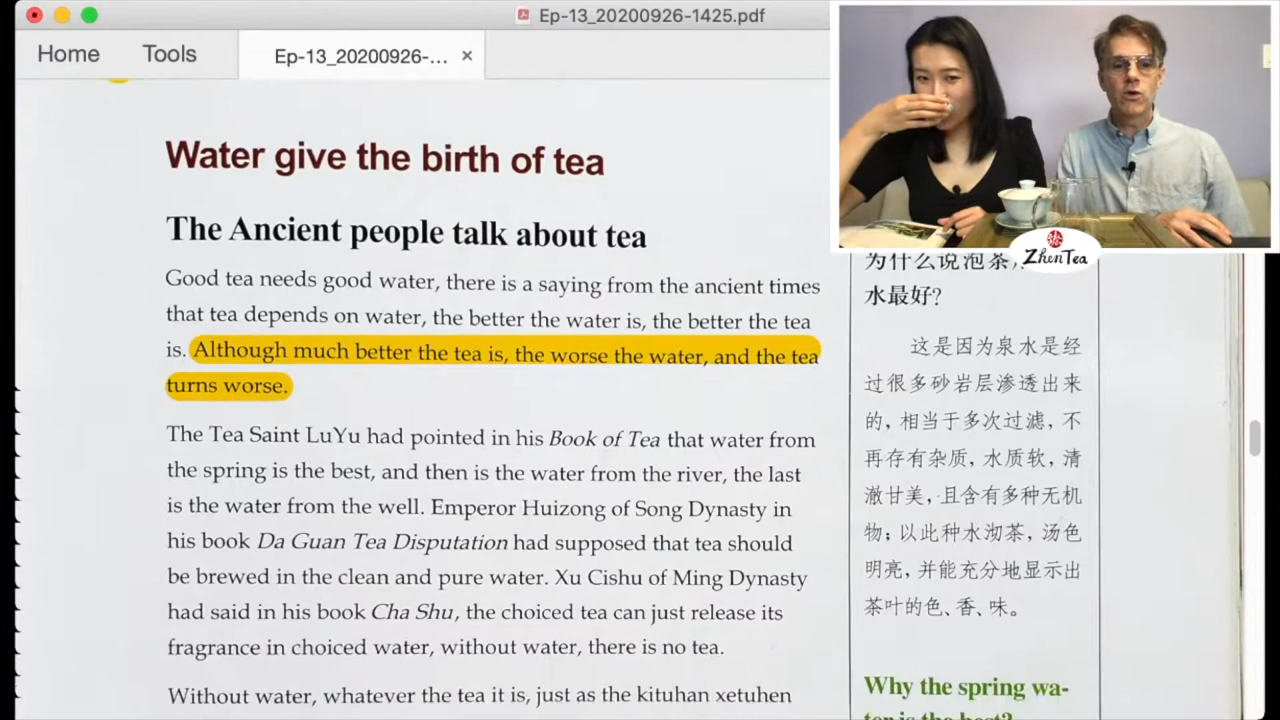 Ep-13_20200926-1425.pdf
Home
Tools
Ep-13_20200926-...
×
Water give the birth of tea
The Ancient people talk about tea
Good tea needs good water, there is a saying from the ancient times
that tea depends on water, the better the water is, the better the tea
is. Although much better the tea is, the worse the water, and the tea
turns worse.
The Tea Saint LuYu had pointed in his Book of Tea that water from
the spring is the best, and then is the water from the river, the last
is the water from the well. Emperor Huizong of Song Dynasty in
his book Da Guan Tea Disputation had supposed that tea should
be brewed in the clean and pure water. Xu Cishu of Ming Dynasty
had said in his book Cha Shu, the choiced tea can just release its
fragrance in choiced water, without water, there is no tea.
Without water, whatever the tea it is, just as the kituhan xetuhen
ZhenTea
为什么说泡茶
水最好?
这是因为泉水是经
过很多砂岩层渗透出来
的,相当于多次过滤,不
再存有杂质,水质软,清
澈甘美,且含有多种无机
物;以此种水沏茶,汤色
明亮,并能充分地显示出
茶叶的色、香、味。
Why the spring wa-
ter is the best?